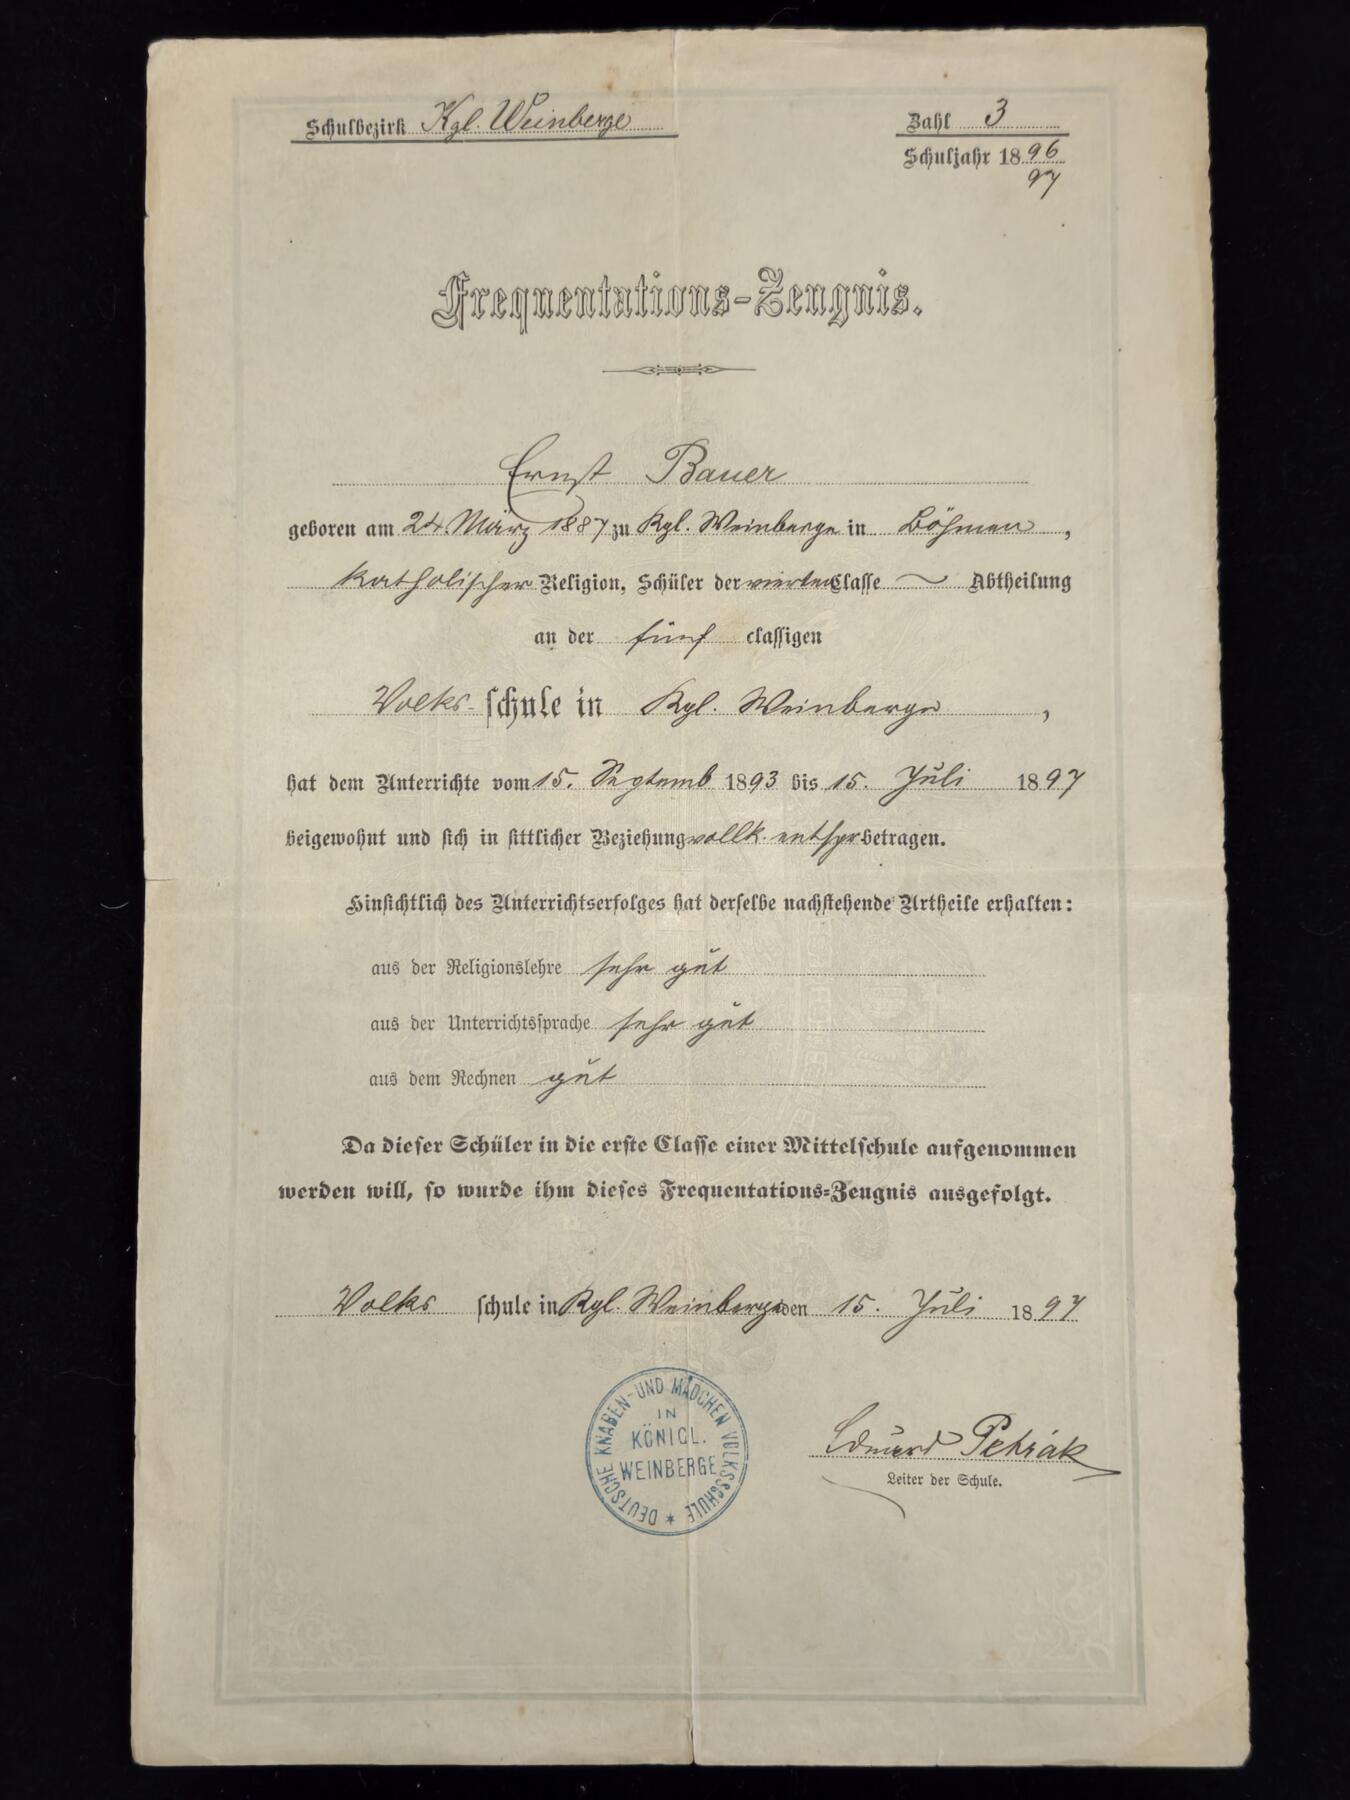 Schulbezirk Kgl. Weinberge
Zahl 3
Schuljahr 1896
97
Frequentations-Zeugnis.
Ernst Bauer
geboren am 24. März 1887 zu Kgl. Weinberge in Böhmen,
katholischer Religion, Schüler der vierten Classe — Abtheilung
an der fünf classigen
Volks- schule in Kgl. Weinberge,
hat dem Unterrichte vom 15. Septemb 1893 bis 15. Juli 1897
beigewohnt und sich in sittlicher Beziehung vollk. entspr betragen.
Hinsichtlich des Unterrichtserfolges hat derselbe nachstehende Urtheile erhalten:
aus der Religionslehre sehr gut
aus der Unterrichtssprache sehr gut
aus dem Rechnen gut
Da dieser Schüler in die erste Classe einer Mittelschule aufgenommen
werden will, so wurde ihm dieses Frequentations-Zeugnis ausgefolgt.
Volks schule in Kgl. Weinberge den 15. Juli 1897
DEUTSCHE KNABEN- UND MÄDCHEN VOLKSSCHULE *
IN
KÖNIGL.
WEINBERGE
Eduard Petrák
Leiter der Schule.